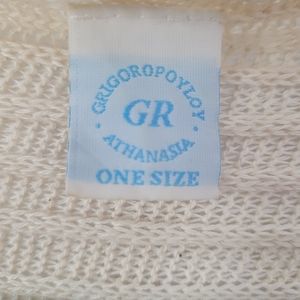 · GRIGOROPOYLOY ·
GR
ATHANASIA
ONE SIZE